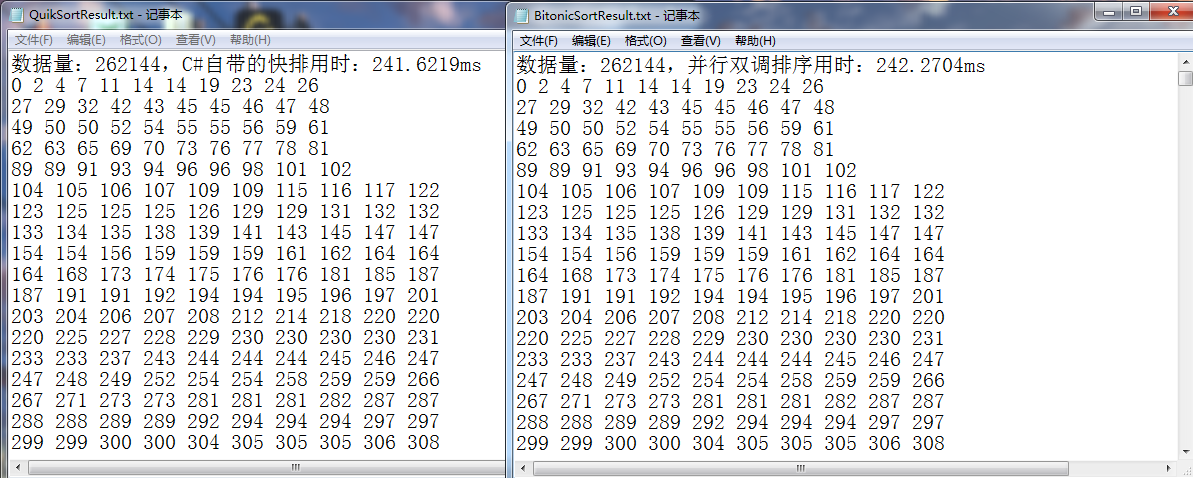 QuikSortResult.txt - 记事本
文件(F) 编辑(E) 格式(O) 查看(V) 帮助(H)
数据量：262144，C#自带的快排用时：241.6219ms
0 2 4 7 11 14 14 19 23 24 26
27 29 32 42 43 45 45 46 47 48
49 50 50 52 54 55 55 56 59 61
62 63 65 69 70 73 76 77 78 81
89 89 91 93 94 96 96 98 101 102
104 105 106 107 109 109 115 116 117 122
123 125 125 125 126 129 129 131 132 132
133 134 135 138 139 141 143 145 147 147
154 154 156 159 159 159 161 162 164 164
164 168 173 174 175 176 176 181 185 187
187 191 191 192 194 194 195 196 197 201
203 204 206 207 208 212 214 218 220 220
220 225 227 228 229 230 230 230 230 231
233 233 237 243 244 244 244 245 246 247
247 248 249 252 254 254 258 259 259 266
267 271 273 273 281 281 281 282 287 287
288 288 289 289 292 294 294 294 297 297
299 299 300 300 304 305 305 305 306 308
BitonicSortResult.txt - 记事本
文件(F) 编辑(E) 格式(O) 查看(V) 帮助(H)
数据量：262144，并行双调排序用时：242.2704ms
0 2 4 7 11 14 14 19 23 24 26
27 29 32 42 43 45 45 46 47 48
49 50 50 52 54 55 55 56 59 61
62 63 65 69 70 73 76 77 78 81
89 89 91 93 94 96 96 98 101 102
104 105 106 107 109 109 115 116 117 122
123 125 125 125 126 129 129 131 132 132
133 134 135 138 139 141 143 145 147 147
154 154 156 159 159 159 161 162 164 164
164 168 173 174 175 176 176 181 185 187
187 191 191 192 194 194 195 196 197 201
203 204 206 207 208 212 214 218 220 220
220 225 227 228 229 230 230 230 230 231
233 233 237 243 244 244 244 245 246 247
247 248 249 252 254 254 258 259 259 266
267 271 273 273 281 281 281 282 287 287
288 288 289 289 292 294 294 294 297 297
299 299 300 300 304 305 305 305 306 308